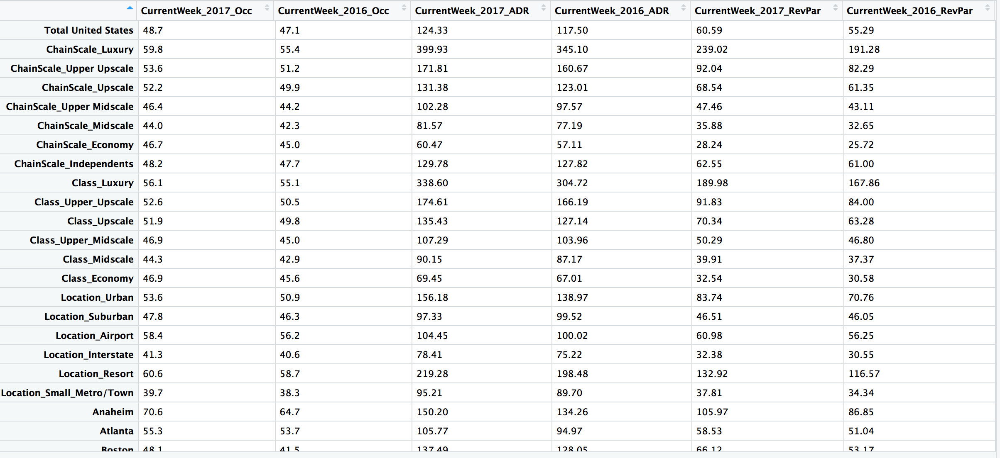 CurrentWeek_2017_Occ CurrentWeek_2016_Occ CurrentWeek_2017_ADR CurrentWeek_2016_ADR CurrentWeek_2017_RevPar CurrentWeek_2016_RevPar
Total United States 48.7 47.1 124.33 117.50 60.59 55.29
ChainScale_Luxury 59.8 55.4 399.93 345.10 239.02 191.28
ChainScale_Upper Upscale 53.6 51.2 171.81 160.67 92.04 82.29
ChainScale_Upscale 52.2 49.9 131.38 123.01 68.54 61.35
ChainScale_Upper Midscale 46.4 44.2 102.28 97.57 47.46 43.11
ChainScale_Midscale 44.0 42.3 81.57 77.19 35.88 32.65
ChainScale_Economy 46.7 45.0 60.47 57.11 28.24 25.72
ChainScale_Independents 48.2 47.7 129.78 127.82 62.55 61.00
Class_Luxury 56.1 55.1 338.60 304.72 189.98 167.86
Class_Upper_Upscale 52.6 50.5 174.61 166.19 91.83 84.00
Class_Upscale 51.9 49.8 135.43 127.14 70.34 63.28
Class_Upper_Midscale 46.9 45.0 107.29 103.96 50.29 46.80
Class_Midscale 44.3 42.9 90.15 87.17 39.91 37.37
Class_Economy 46.9 45.6 69.45 67.01 32.54 30.58
Location_Urban 53.6 50.9 156.18 138.97 83.74 70.76
Location_Suburban 47.8 46.3 97.33 99.52 46.51 46.05
Location_Airport 58.4 56.2 104.45 100.02 60.98 56.25
Location_Interstate 41.3 40.6 78.41 75.22 32.38 30.55
Location_Resort 60.6 58.7 219.28 198.48 132.92 116.57
Location_Small_Metro/Town 39.7 38.3 95.21 89.70 37.81 34.34
Anaheim 70.6 64.7 150.20 134.26 105.97 86.85
Atlanta 55.3 53.7 105.77 94.97 58.53 51.04
Boston 48.1 41.5 137.49 128.05 66.12 53.17